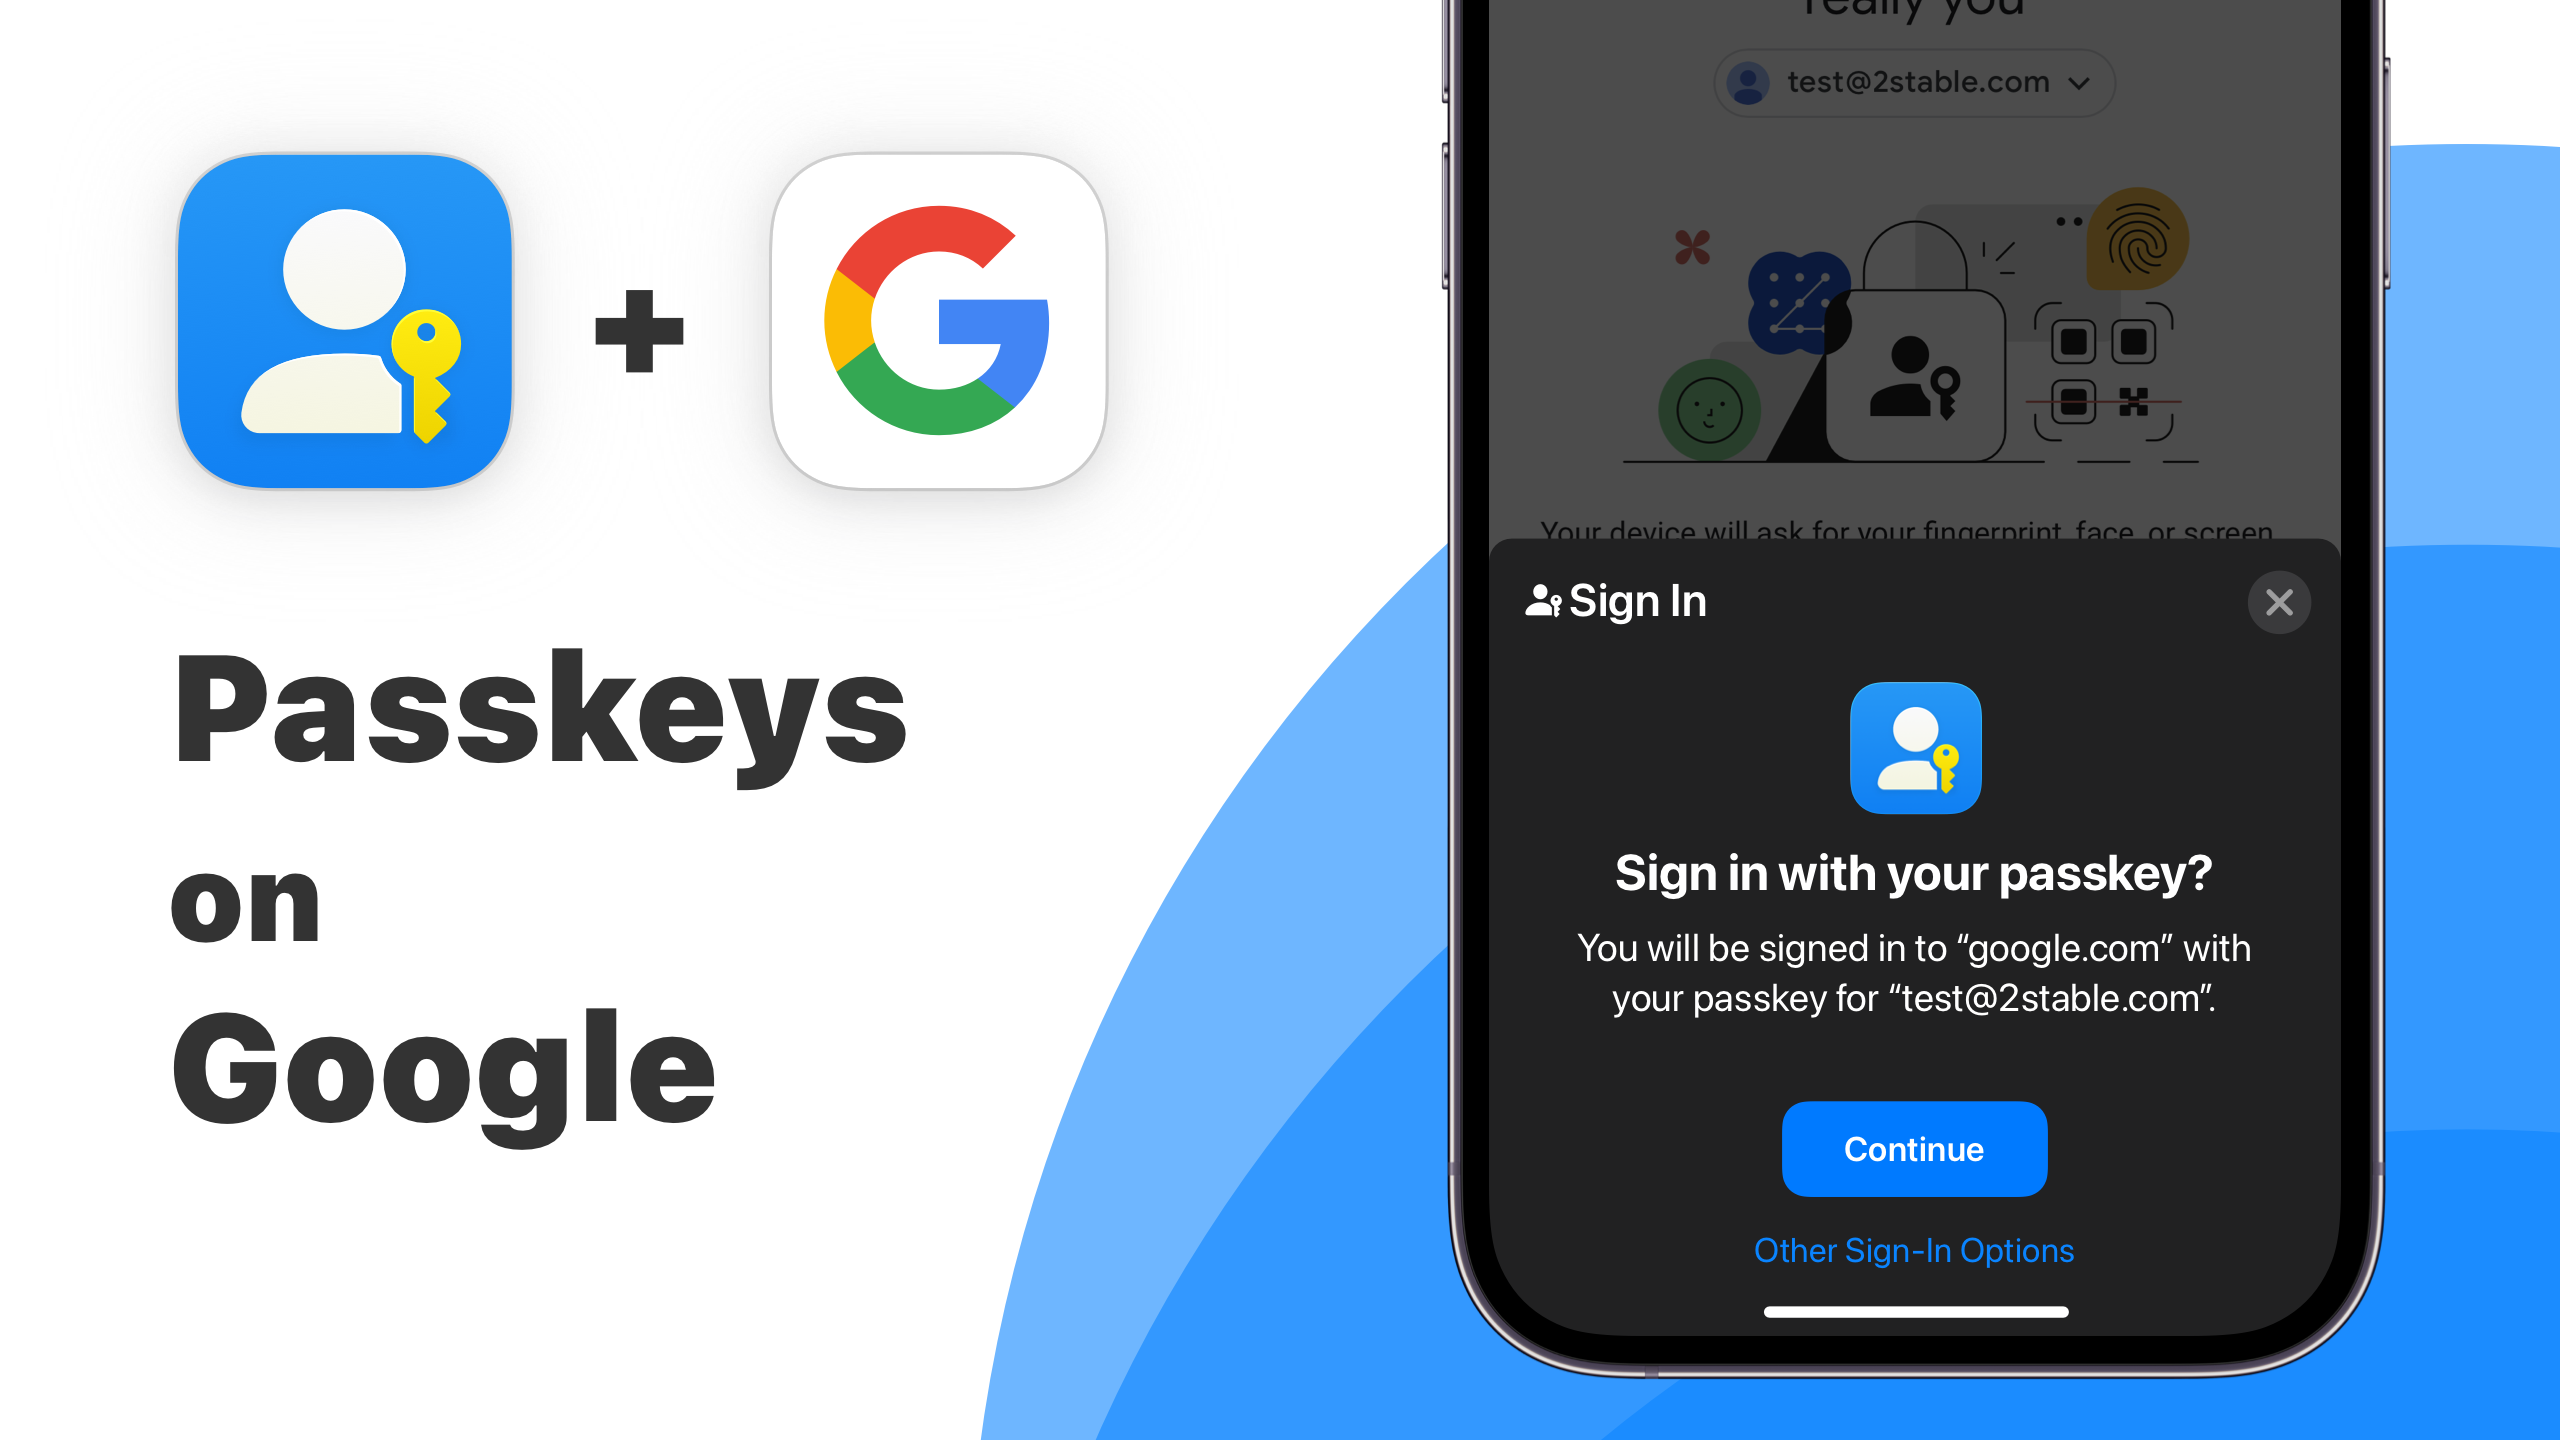 Passkeys
on
Google
really you
test@2stable.com
Your device will ask for your fingerprint, face, or screen
Sign In
Sign in with your passkey?
You will be signed in to “google.com” with
your passkey for “test@2stable.com”.
Continue
Other Sign-In Options